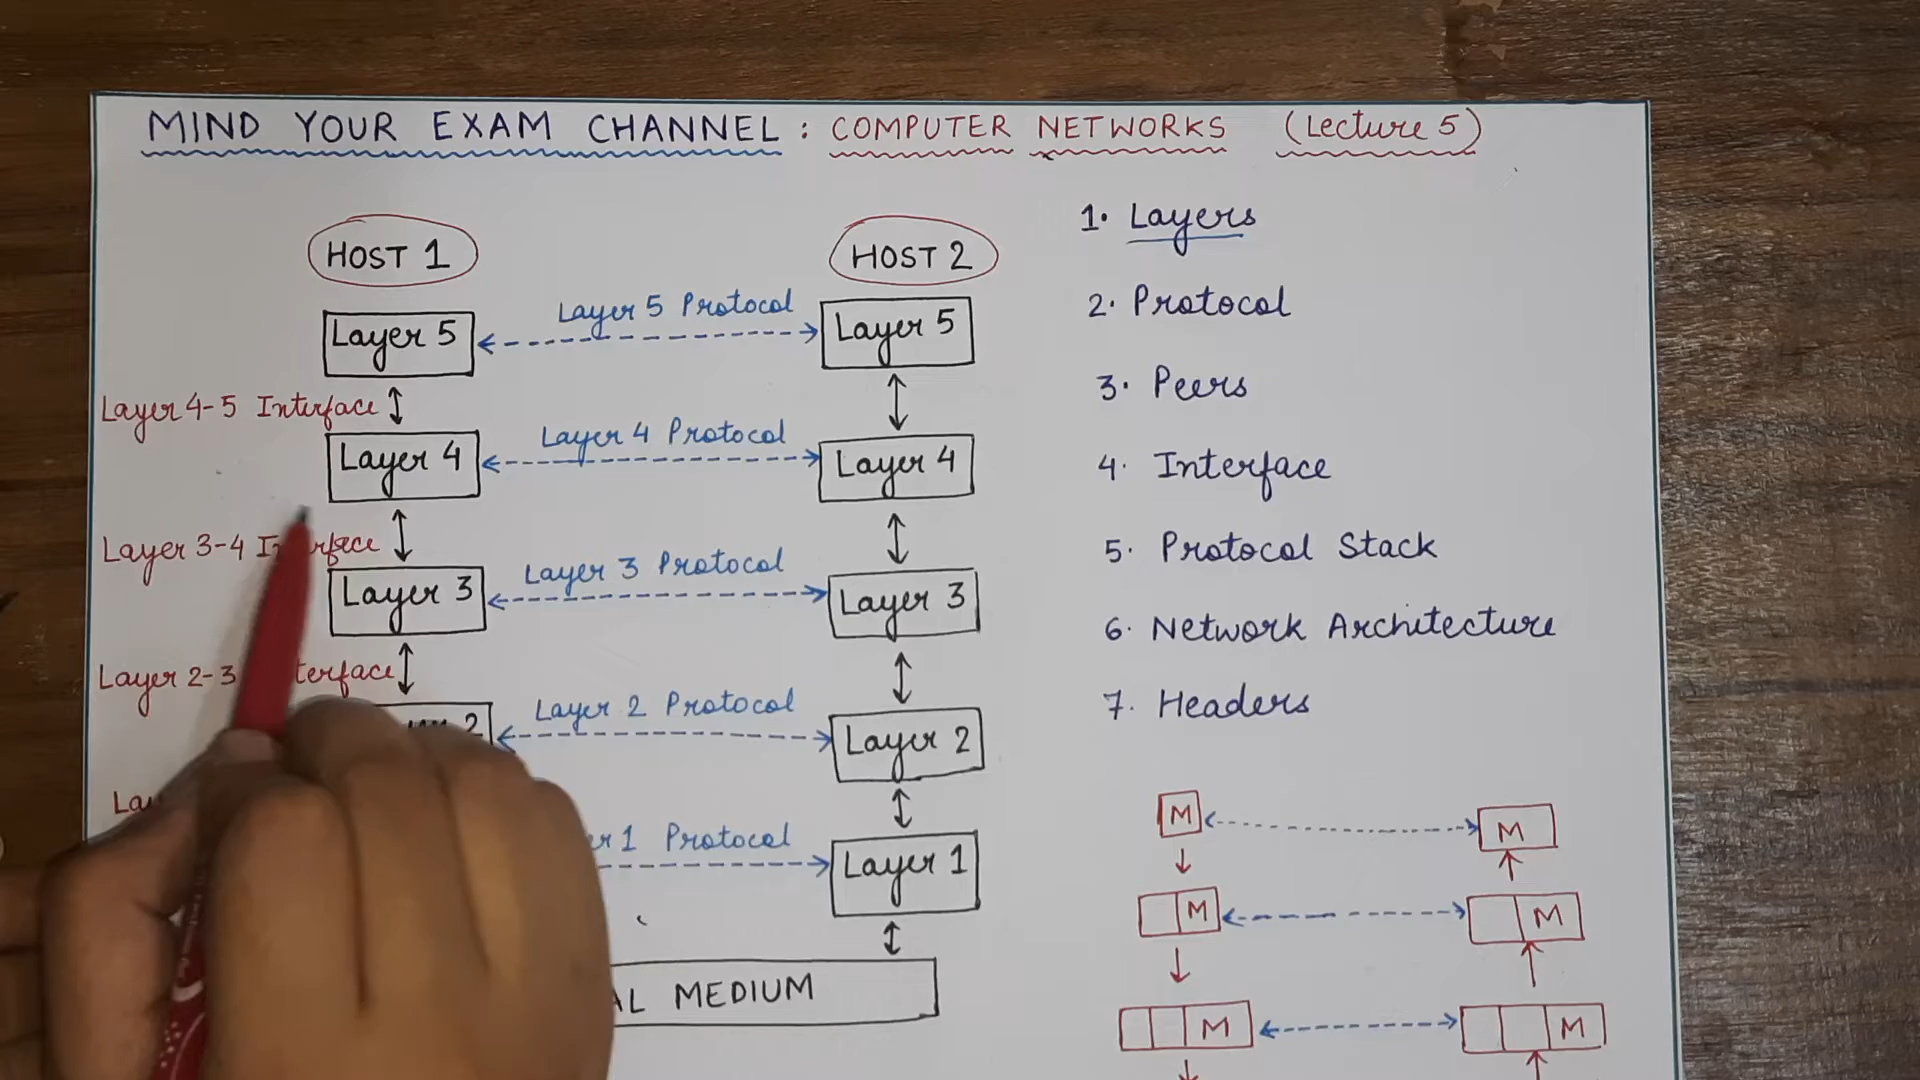 MIND YOUR EXAM CHANNEL : COMPUTER NETWORKS (Lecture 5)
HOST 1
HOST 2
Layer 5
Layer 5 Protocol
Layer 5
Layer 4-5 Interface
Layer 4
Layer 4 Protocol
Layer 4
Layer 3-4
Layer 3
Layer 3 Protocol
Layer 3
Layer 2-3
Layer 2 Protocol
Layer 2
1 Protocol
Layer 1
MEDIUM
1. Layers
2. Protocol
3. Peers
4. Interface
5. Protocol Stack
6. Network Architecture
7. Headers
M
M
M
M
M
M